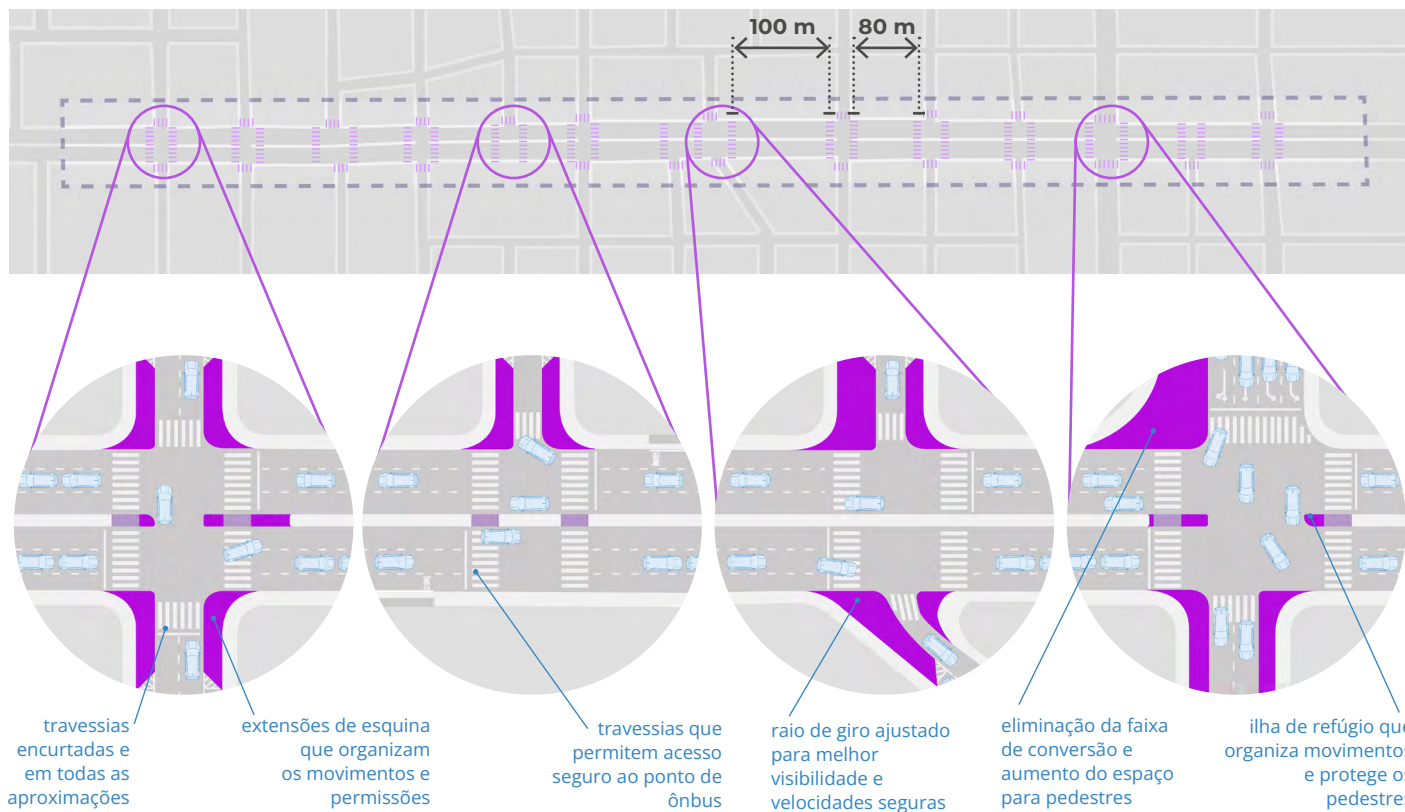 100 m
80 m
travessias
encurtadas e
em todas as
aproximações
extensões de esquina
que organizam
os movimentos e
permissões
travessias que
permitem acesso
seguro ao ponto de
ônibus
raio de giro ajustado
para melhor
visibilidade e
velocidades seguras
eliminação da faixa
de conversão e
aumento do espaço
para pedestres
ilha de refúgio que
organiza movimentos
e protege os
pedestres